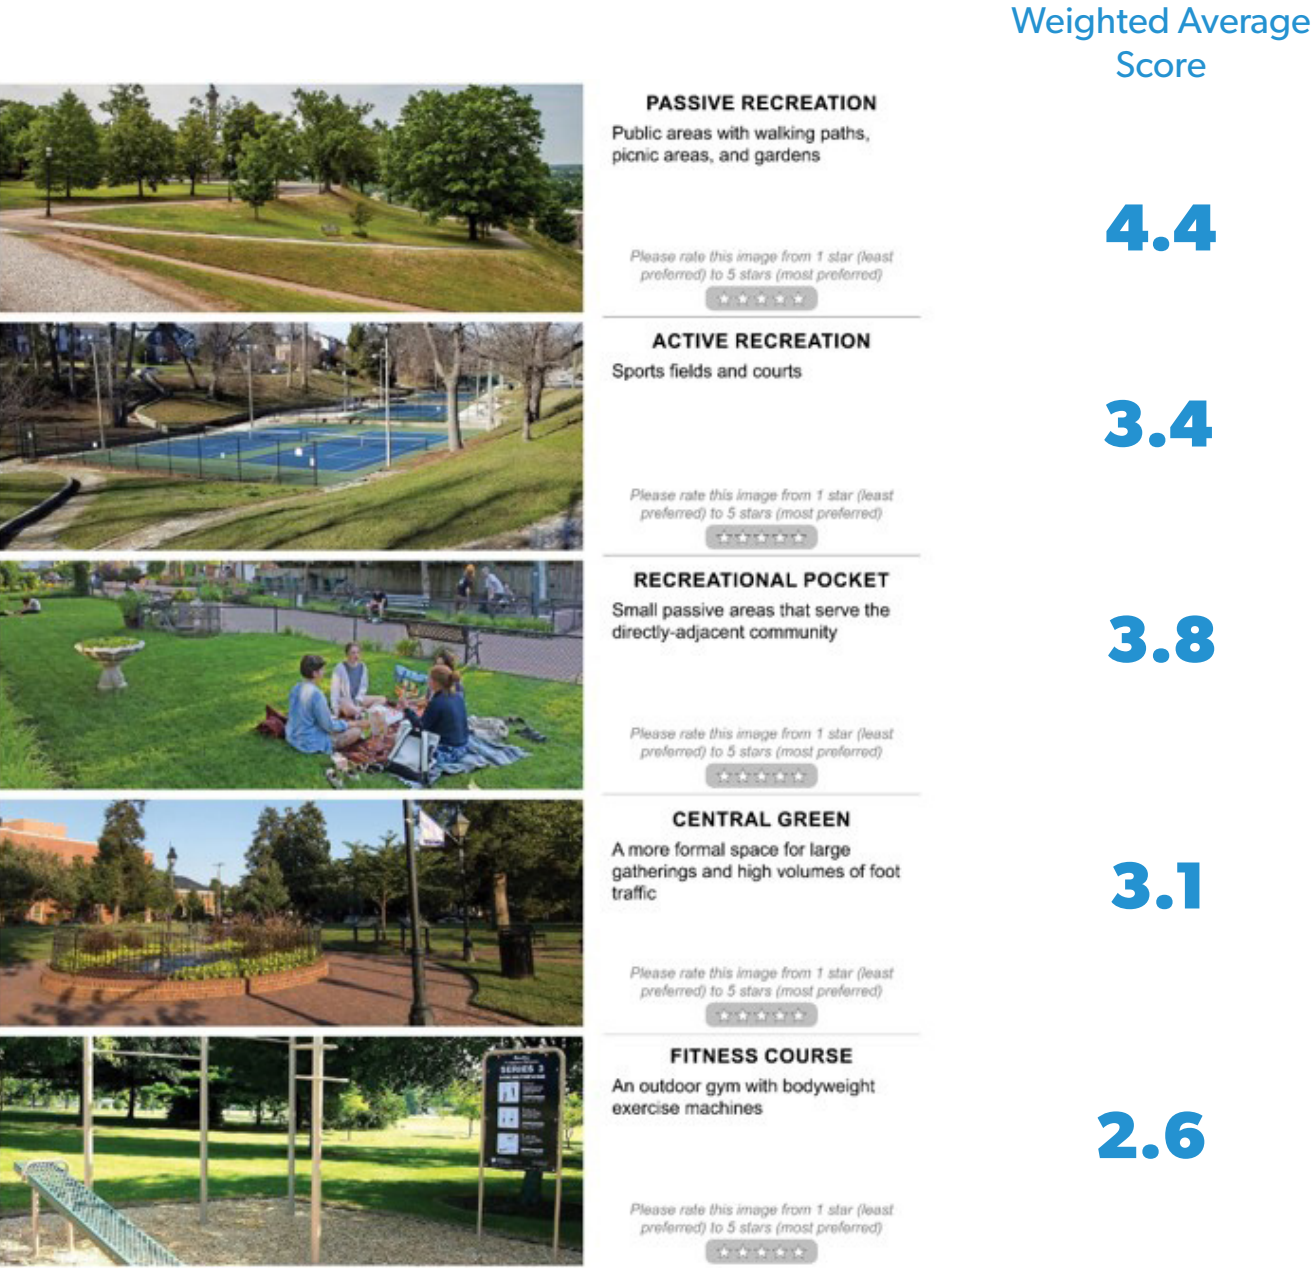 Weighted Average
Score
PASSIVE RECREATION
Public areas with walking paths,
picnic areas, and gardens
Please rate this image from 1 star (least
preferred) to 5 stars (most preferred)
4.4
ACTIVE RECREATION
Sports fields and courts
Please rate this image from 1 star (least
preferred) to 5 stars (most preferred)
3.4
RECREATIONAL POCKET
Small passive areas that serve the
directly-adjacent community
Please rate this image from 1 star (least
preferred) to 5 stars (most preferred)
3.8
CENTRAL GREEN
A more formal space for large
gatherings and high volumes of foot
traffic
Please rate this image from 1 star (least
preferred) to 5 stars (most preferred)
3.1
SERIES 3
FITNESS COURSE
An outdoor gym with bodyweight
exercise machines
Please rate this image from 1 star (least
preferred) to 5 stars (most preferred)
2.6